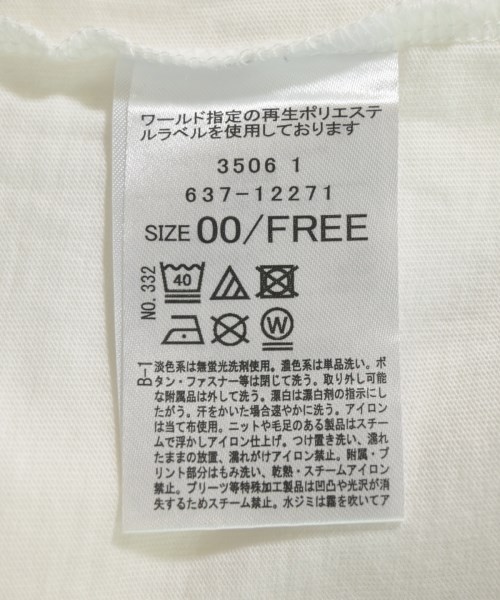 ワールド指定の再生ポリエステ
ルラベルを使用しております
3506 1
637-12271
SIZE 00/FREE
NO.332
40
W
B-1
淡色系は無蛍光洗剤使用。濃色系は単品洗い。ボ
タン・ファスナー等は閉じて洗う。取り外し可能
な附属品は外して洗う。漂白は漂白剤の指示にし
たがう。汗をかいた場合速やかに洗う。アイロン
は当て布使用。ニットや毛足のある製品はスチー
ムで浮かしアイロン仕上げ。つけ置き洗い、濡れ
たままの放置、濡れがけアイロン禁止。附属・プ
リント部分はもみ洗い、乾熱・スチームアイロン
禁止。プリーツ等特殊加工製品は凹凸や光沢が消
失するためスチーム禁止。水ジミは霧を吹いてア